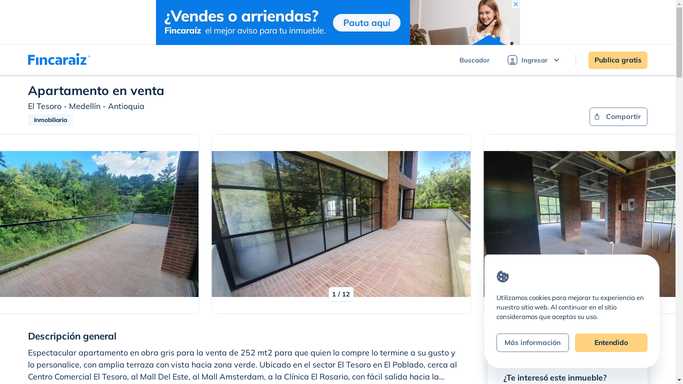 ¿Vendes o arriendas?
Fincaraíz el mejor aviso para tu inmueble.
Pauta aquí
Fincaraíz
Buscador
Ingresar
Publica gratis
Apartamento en venta
El Tesoro - Medellín - Antioquia
Inmobiliaria
Compartir
1 / 12
Utilizamos cookies para mejorar tu experiencia en
nuestro sitio web. Al continuar en el sitio
consideramos que aceptas su uso.
Más información
Entendido
Descripción general
Espectacular apartamento en obra gris para la venta de 252 mt2 para que quien lo compre lo termine a su gusto y
lo personalice, con amplia terraza con vista hacia zona verde. Ubicado en el sector El Tesoro en El Poblado, cerca al
Centro Comercial El Tesoro, al Mall Del Este, al Mall Amsterdam, a la Clínica El Rosario, con fácil salida hacia la...
¿Te interesó este inmueble?